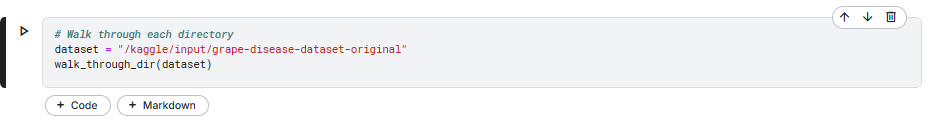 # Walk through each directory
dataset = "/kaggle/input/grape-disease-dataset-original"
walk_through_dir(dataset)
+ Code + Markdown